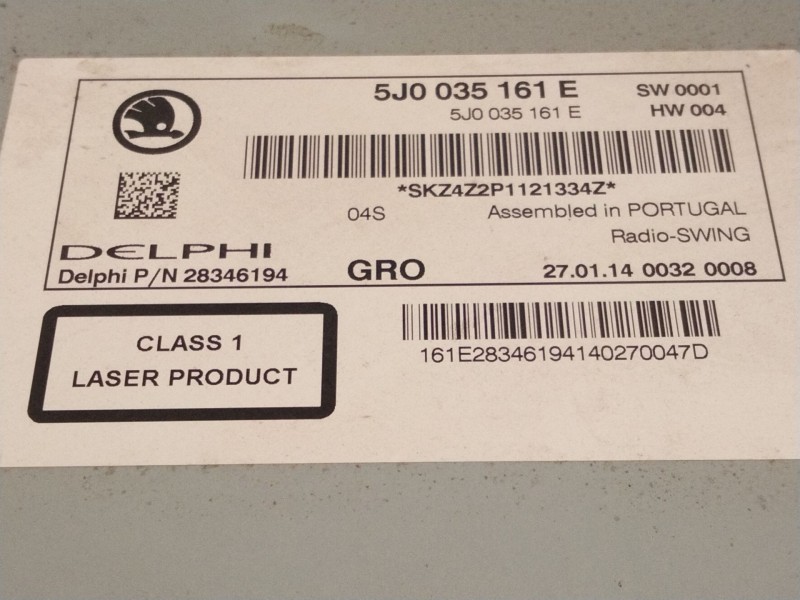 5J0 035 161 E SW 0001
5J0 035 161 E HW 004
*SKZ4Z2P1121334Z*
04S Assembled in PORTUGAL
Radio-SWING
DELPHI
Delphi P/N 28346194 GRO 27.01.14 0032 0008
CLASS 1
LASER PRODUCT
161E28346194140270047D